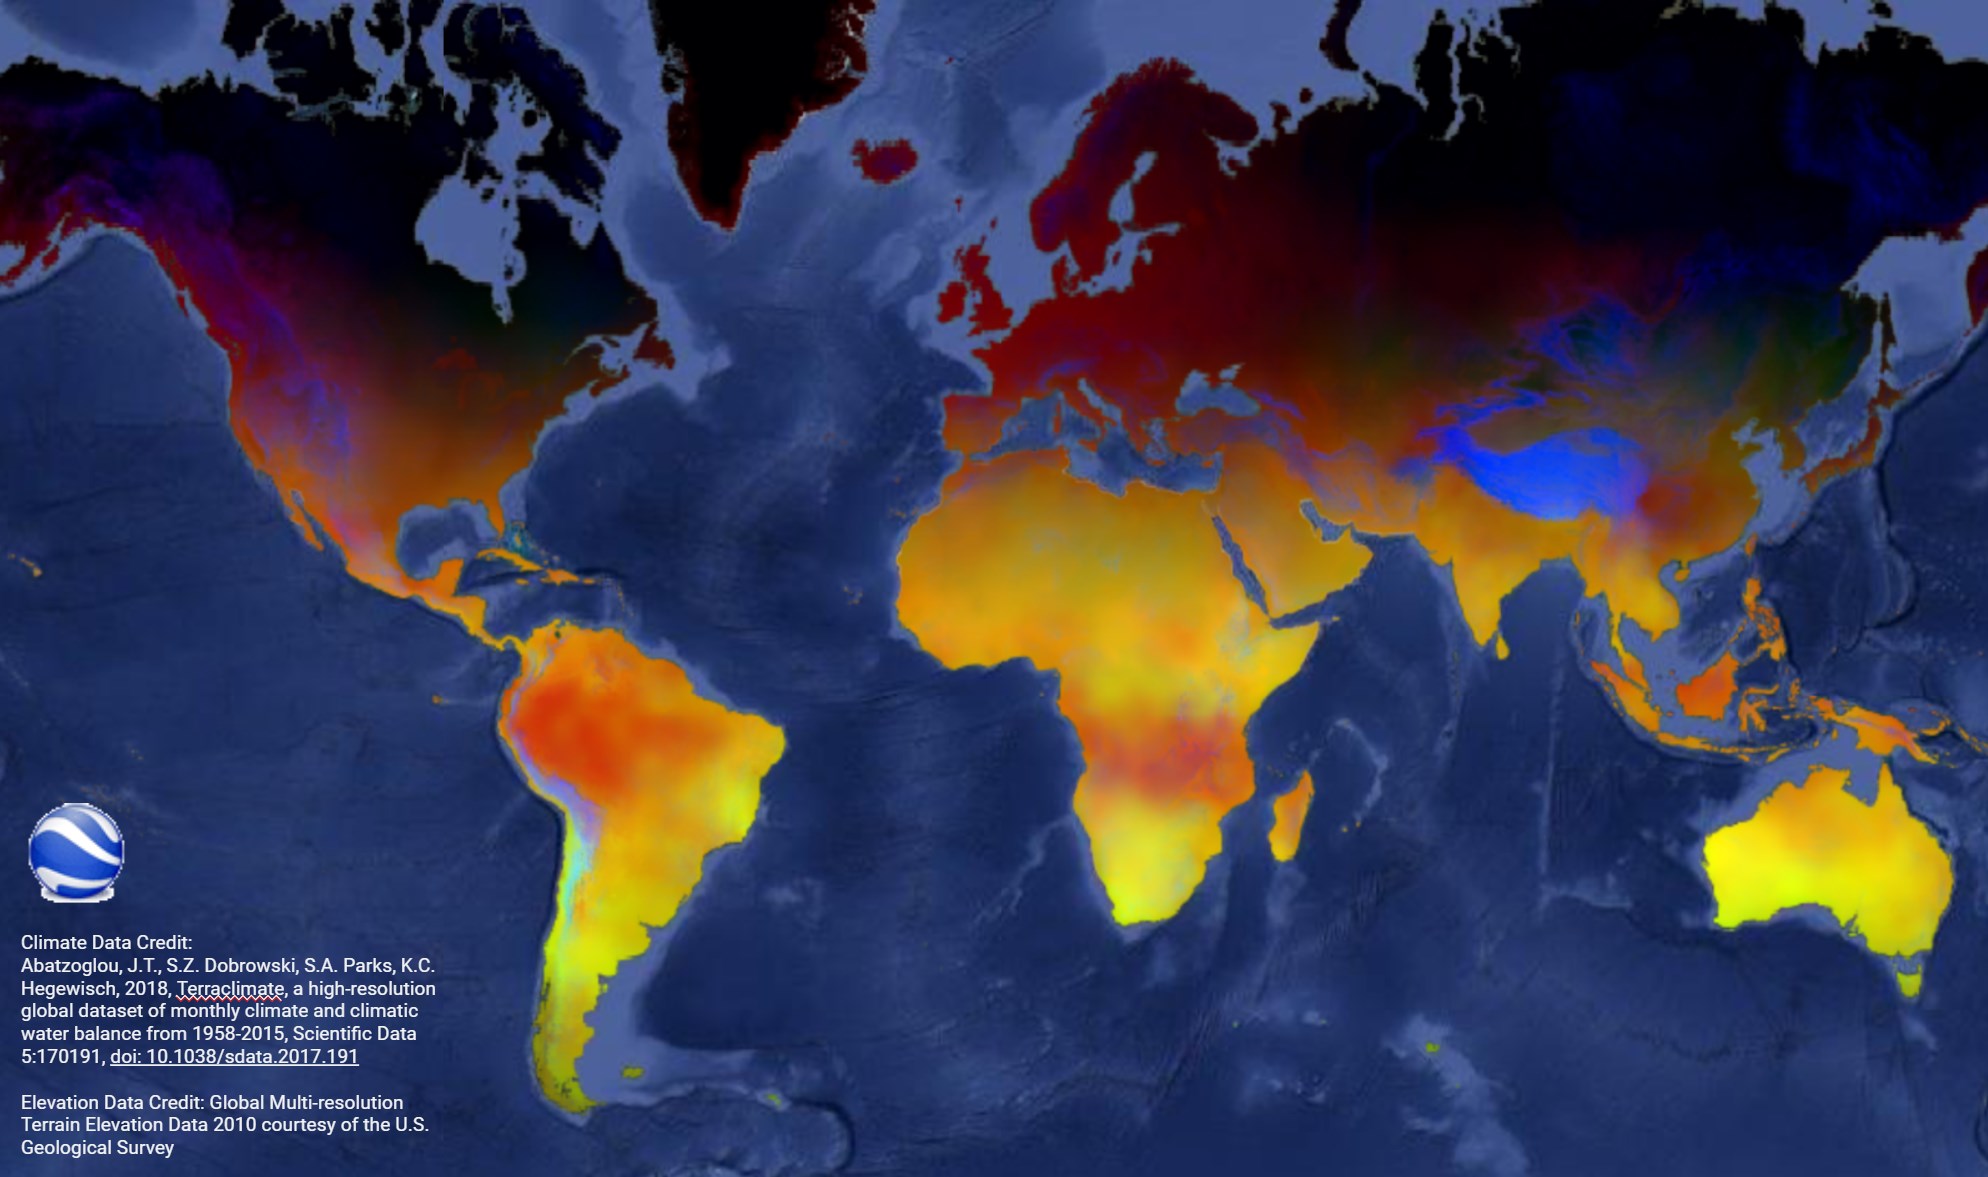 Climate Data Credit:
Abatzoglou, J.T., S.Z. Dobrowski, S.A. Parks, K.C.
Hegewisch, 2018, Terraclimate, a high-resolution
global dataset of monthly climate and climatic
water balance from 1958-2015, Scientific Data
5:170191, doi: 10.1038/sdata.2017.191
Elevation Data Credit: Global Multi-resolution
Terrain Elevation Data 2010 courtesy of the U.S.
Geological Survey